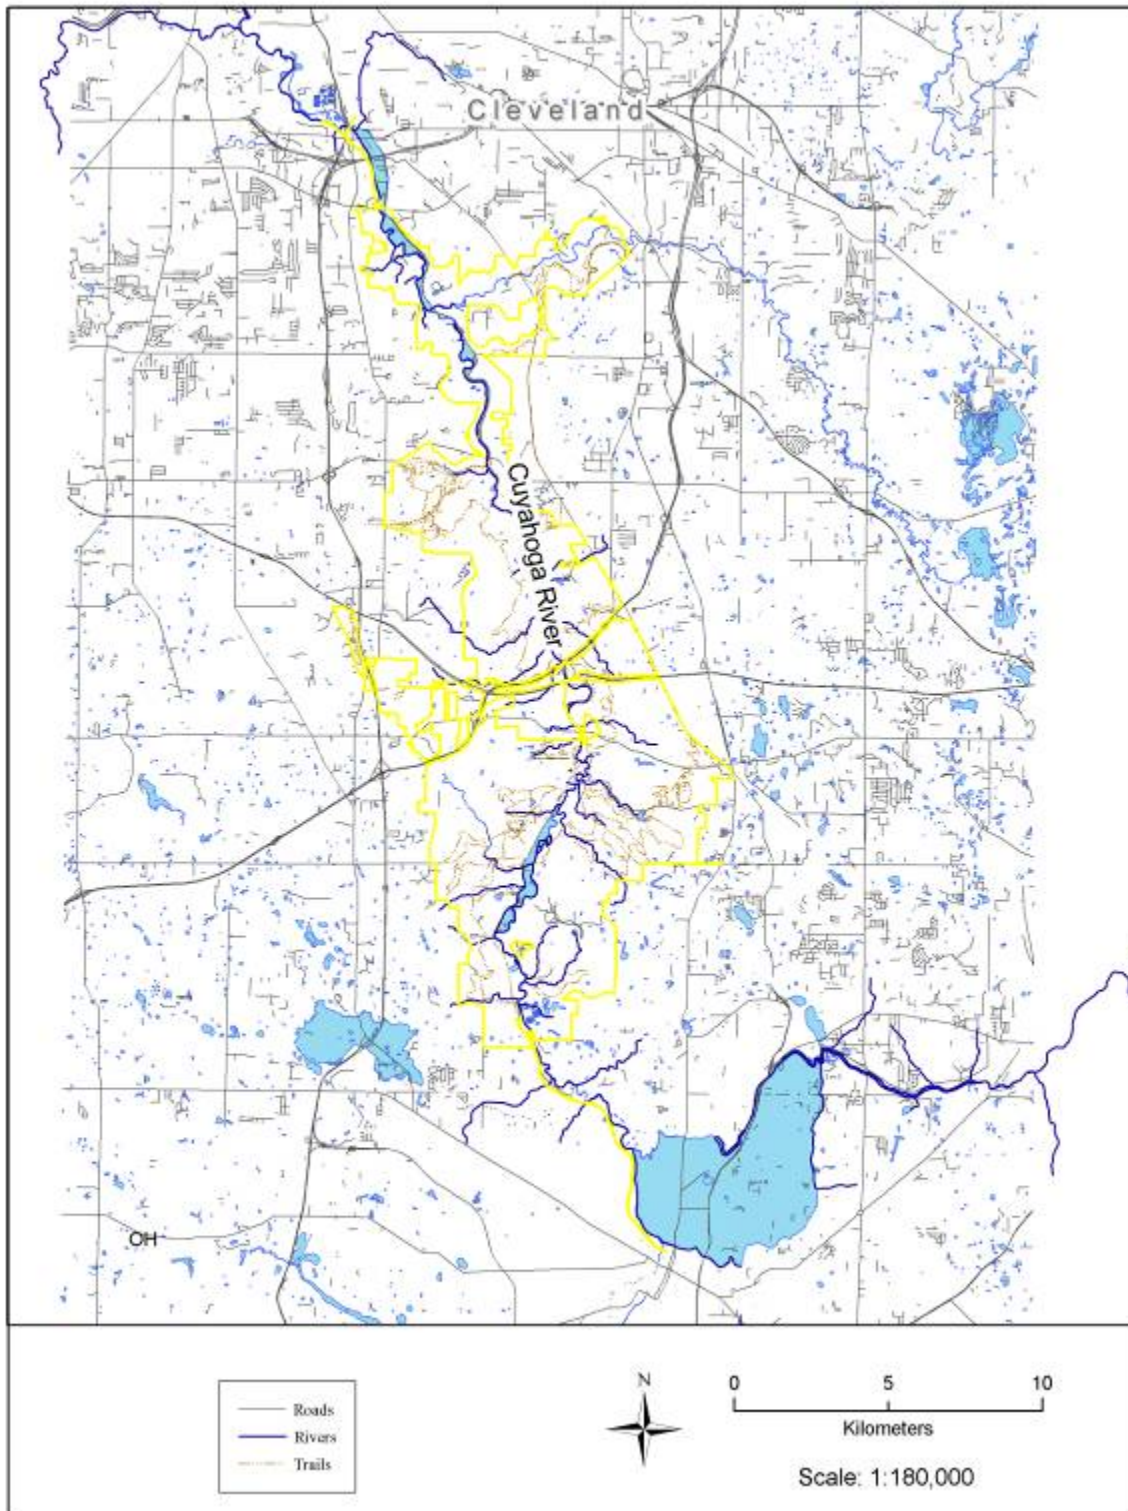 Cleveland
Cuyahoga River
OH
Roads
Rivers
Trails
N
0 5 10
Kilometers
Scale: 1:180,000